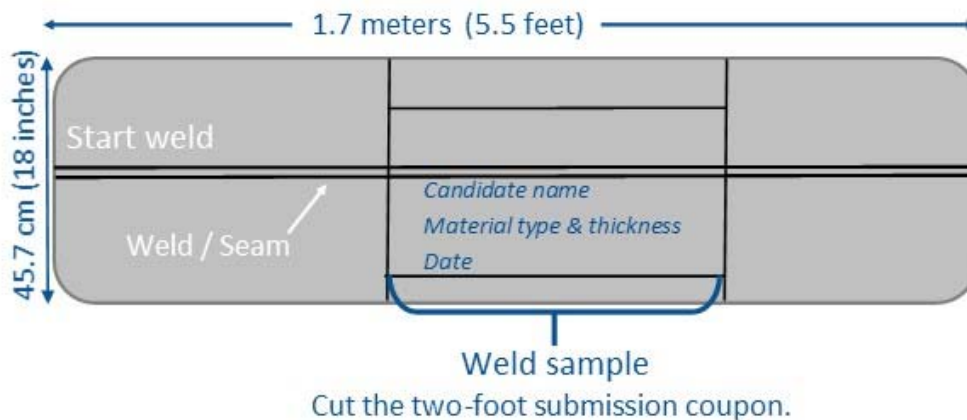 1.7 meters (5.5 feet)
45.7 cm (18 inches)
Start weld
Weld / Seam
Candidate name
Material type & thickness
Date
Weld sample
Cut the two-foot submission coupon.